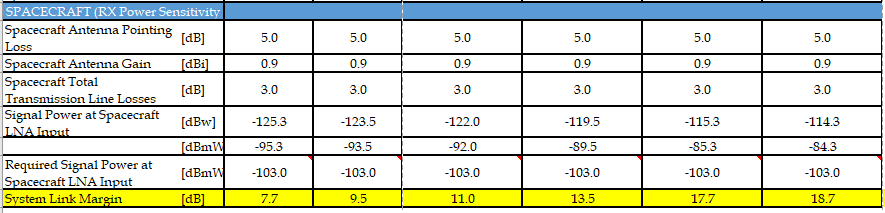 SPACECRAFT (RX Power Sensitivity
Spacecraft Antenna Pointing
Loss [dB] 5.0 5.0 5.0 5.0 5.0 5.0
Spacecraft Antenna Gain [dBi] 0.9 0.9 0.9 0.9 0.9 0.9
Spacecraft Total
Transmission Line Losses [dB] 3.0 3.0 3.0 3.0 3.0 3.0
Signal Power at Spacecraft
LNA Input [dBw] -125.3 -123.5 -122.0 -119.5 -115.3 -114.3
[dBmW -95.3 -93.5 -92.0 -89.5 -85.3 -84.3
Required Signal Power at
Spacecraft LNA Input [dBmW -103.0 -103.0 -103.0 -103.0 -103.0 -103.0
System Link Margin [dB] 7.7 9.5 11.0 13.5 17.7 18.7